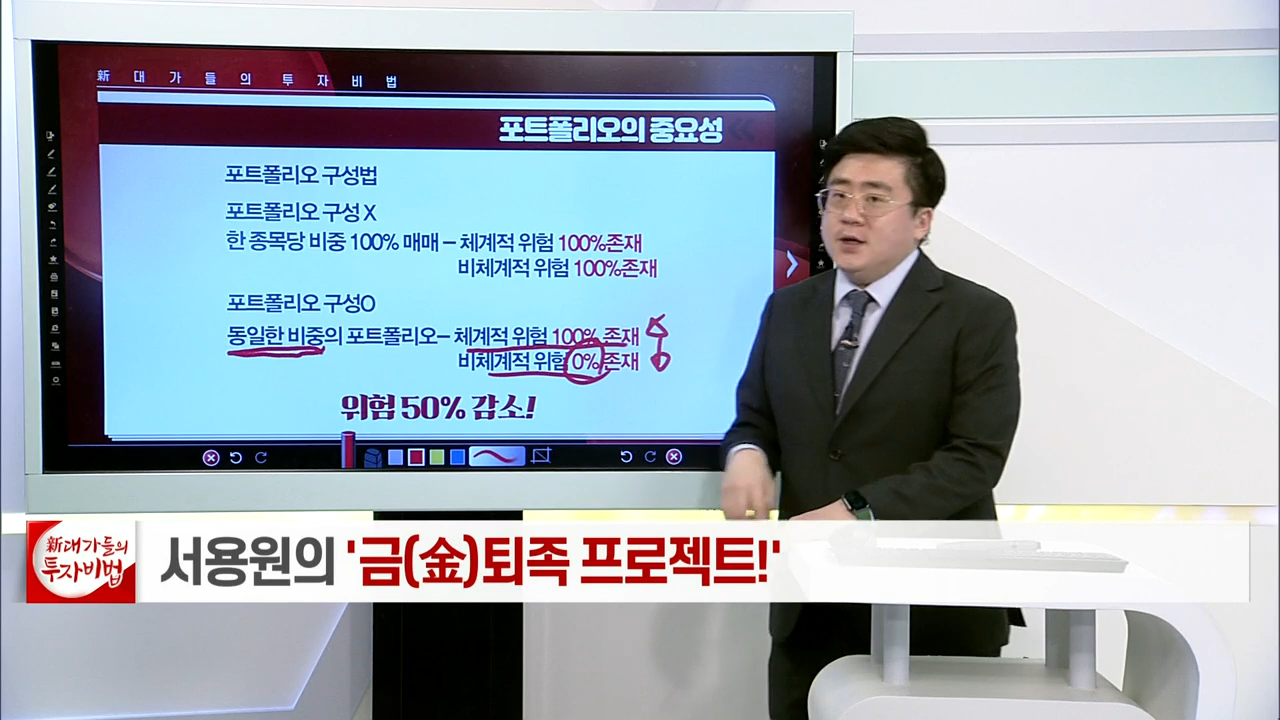 新 대 가 들 의 투 자 비 법
포트폴리오의 중요성
포트폴리오 구성법
포트폴리오 구성 X
한 종목당 비중 100% 매매 – 체계적 위험 100%존재
비체계적 위험 100%존재
포트폴리오 구성O
동일한 비중의 포트폴리오– 체계적 위험 100% 존재
비체계적 위험 0% 존재
위험 50% 감소!
新대가들의
투자비법
서용원의 '금(金)퇴족 프로젝트!'